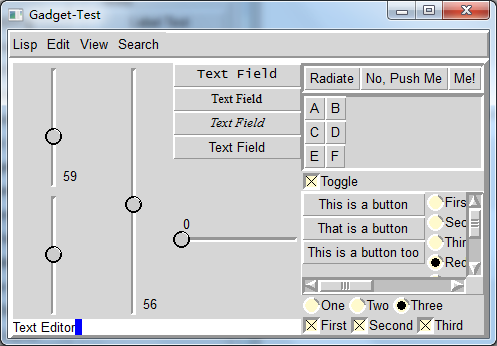 Gadget-Test
Lisp Edit View Search
Text Field
Text Field
Text Field
Text Field
59
56
0
Text Editor
Radiate No, Push Me Me!
A B
C D
E F
Toggle
This is a button
That is a button
This is a button too
Firs
Sec
Thir
Red
One Two Three
First Second Third